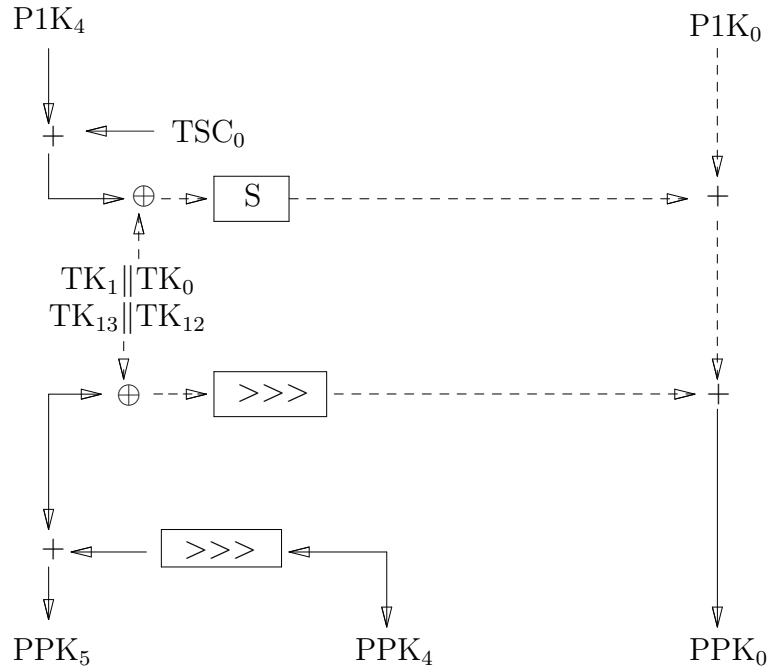 P1K₄ P1K₀
+ TSC₀
⊕ S +
TK₁||TK₀
TK₁₃||TK₁₂
⊕ >>> +
+ >>>
PPK₅ PPK₄ PPK₀